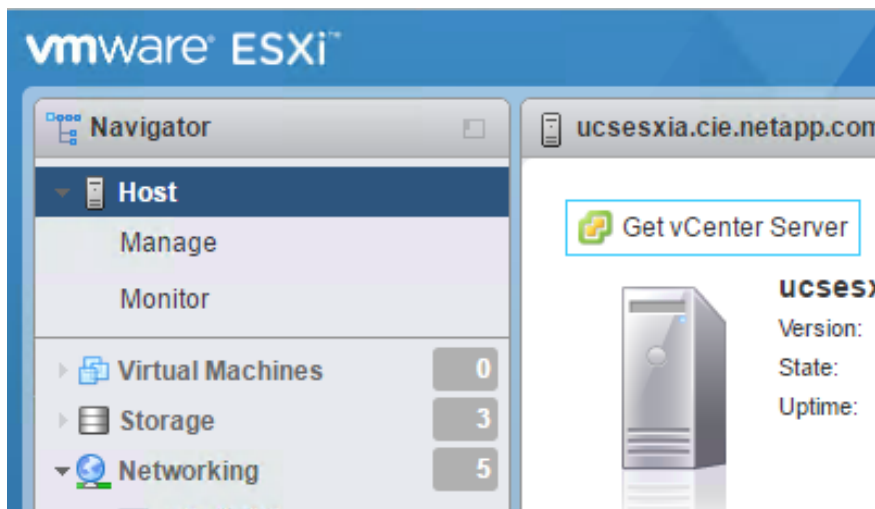 vmware® ESXi™
Navigator
Host
Manage
Monitor
Virtual Machines 0
Storage 3
Networking 5
ucsesxia.cie.netapp.com
Get vCenter Server
Version:
State:
Uptime: